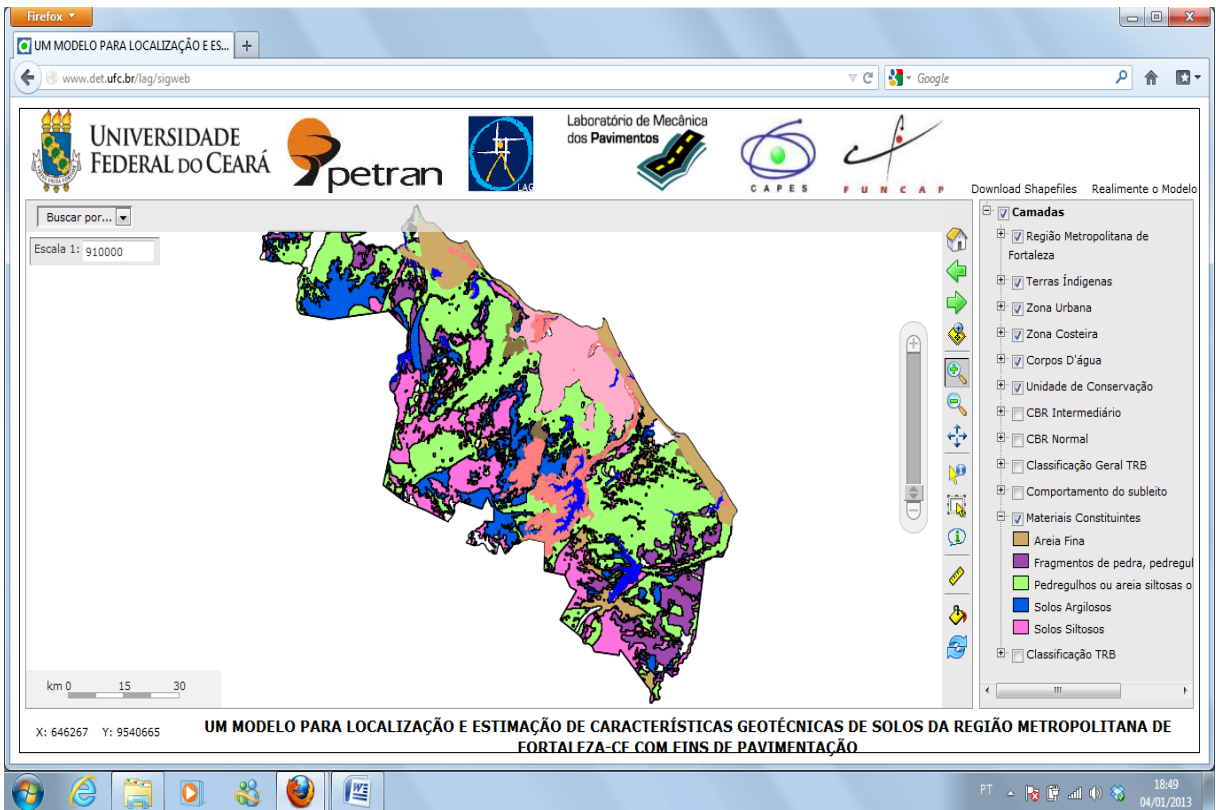 Firefox
UM MODELO PARA LOCALIZAÇÃO E ES...
www.det.ufc.br/lag/sigweb
Google
UNIVERSIDADE
FEDERAL DO CEARÁ
petran
LAG
Laboratório de Mecânica
dos Pavimentos
CAPES
FUNCAP
Download Shapefiles Realimente o Modelo
Buscar por...
Escala 1: 910000
Camadas
Região Metropolitana de
Fortaleza
Terras Índigenas
Zona Urbana
Zona Costeira
Corpos D'água
Unidade de Conservação
CBR Intermediário
CBR Normal
Classificação Geral TRB
Comportamento do subleito
Materiais Constituintes
Areia Fina
Fragmentos de pedra, pedregul
Pedregulhos ou areia siltosas o
Solos Argilosos
Solos Siltosos
Classificação TRB
km 0 15 30
X: 646267 Y: 9540665
UM MODELO PARA LOCALIZAÇÃO E ESTIMAÇÃO DE CARACTERÍSTICAS GEOTÉCNICAS DE SOLOS DA REGIÃO METROPOLITANA DE
FORTALEZA-CE COM FINS DE PAVIMENTAÇÃO
PT
18:49
04/01/2013